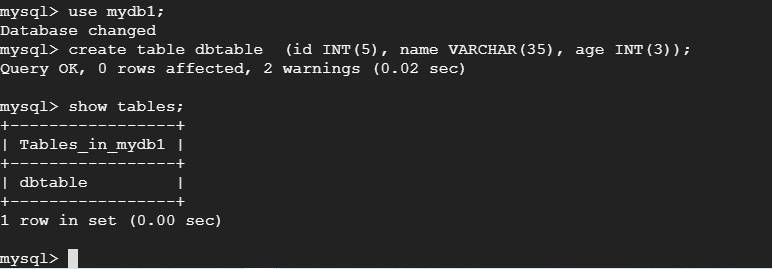 mysql> use mydb1;
Database changed
mysql> create table dbtable  (id INT(5), name VARCHAR(35), age INT(3));
Query OK, 0 rows affected, 2 warnings (0.02 sec)

mysql> show tables;
+-----------------+
| Tables_in_mydb1 |
+-----------------+
| dbtable         |
+-----------------+
1 row in set (0.00 sec)

mysql>